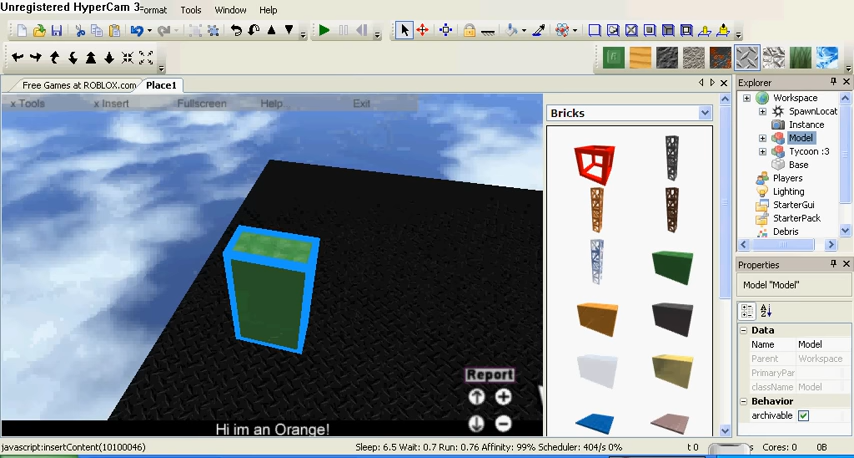 Unregistered HyperCam 3
Format Tools Window Help
Free Games at ROBLOX.com Place1
x Tools x Insert Fullscreen Help Exit
Bricks
Report
Hi im an Orange!
Explorer
Workspace
SpawnLocat
Instance
Model
Tycoon :3
Base
Players
Lighting
StarterGui
StarterPack
Debris
Properties
Model "Model"
Data
Name Model
Parent Workspace
PrimaryPar
className Model
Behavior
archivable
javascript:insertContent(10100046) Sleep: 6.5 Wait: 0.7 Run: 0.76 Affinity: 99% Scheduler: 404/s 0% t 0 Cores: 0 0B